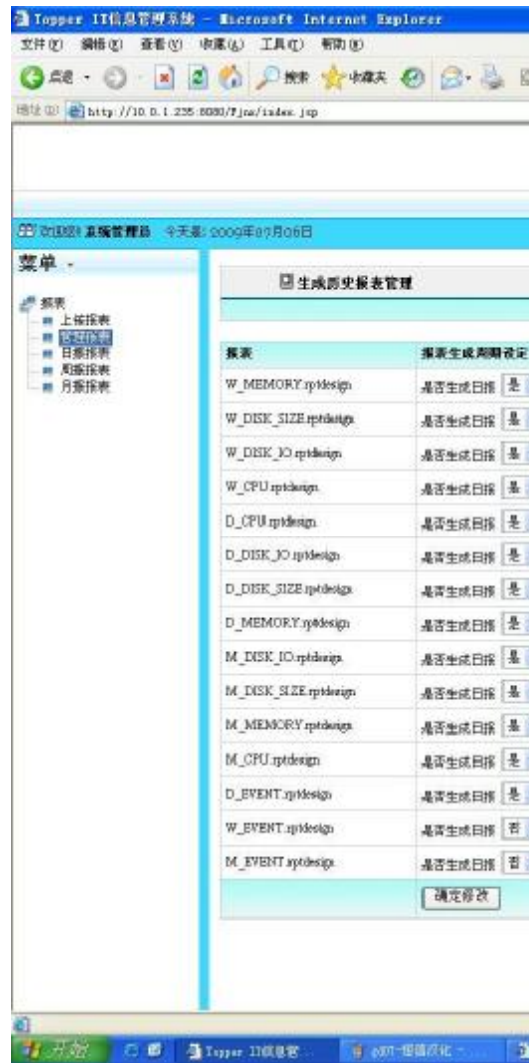 Topper IT信息管理系统 - Microsoft Internet Explorer
文件(F) 编辑(E) 查看(V) 收藏(A) 工具(T) 帮助(H)
后退 搜索 收藏夹
地址(D) http://10.0.1.235:8080/Pjns/index.jsp
欢迎您! 系统管理员 今天是: 2009年07月06日
菜单 -
报表
上传报表
管理报表
日报报表
周报报表
月报报表
生成历史报表管理
报表 报表生成周期设定
W_MEMORY.rptdesign 是否生成日报 是
W_DISK_SIZE.rptdesign 是否生成日报 是
W_DISK_IO.rptdesign 是否生成日报 是
W_CPU.rptdesign 是否生成日报 是
D_CPU.rptdesign 是否生成日报 是
D_DISK_IO.rptdesign 是否生成日报 是
D_DISK_SIZE.rptdesign 是否生成日报 是
D_MEMORY.rptdesign 是否生成日报 是
M_DISK_IO.rptdesign 是否生成日报 是
M_DISK_SIZE.rptdesign 是否生成日报 是
M_MEMORY.rptdesign 是否生成日报 是
M_CPU.rptdesign 是否生成日报 是
D_EVENT.rptdesign 是否生成日报 是
W_EVENT.rptdesign 是否生成日报 否
M_EVENT.rptdesign 是否生成日报 否
确定修改
开始 Topper IT信息管...